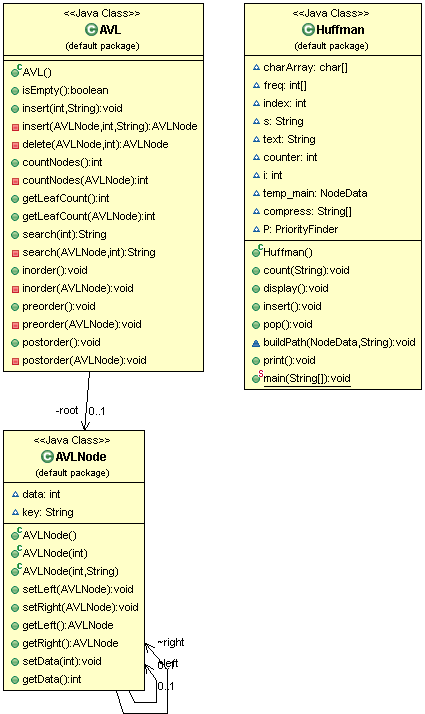 <<Java Class>>
AVL
(default package)
AVL()
isEmpty():boolean
insert(int,String):void
insert(AVLNode,int,String):AVLNode
delete(AVLNode,int):AVLNode
countNodes():int
countNodes(AVLNode):int
getLeafCount():int
getLeafCount(AVLNode):int
search(int):String
search(AVLNode,int):String
inorder():void
inorder(AVLNode):void
preorder():void
preorder(AVLNode):void
postorder():void
postorder(AVLNode):void
-root
0..1
<<Java Class>>
AVLNode
(default package)
data: int
key: String
AVLNode()
AVLNode(int)
AVLNode(int,String)
setLeft(AVLNode):void
setRight(AVLNode):void
getLeft():AVLNode
getRight():AVLNode
setData(int):void
getData():int
~right
~left
0..1
<<Java Class>>
Huffman
(default package)
charArray: char[]
freq: int[]
index: int
s: String
text: String
counter: int
i: int
temp_main: NodeData
compress: String[]
P: PriorityFinder
Huffman()
count(String):void
display():void
insert():void
pop():void
buildPath(NodeData,String):void
print():void
main(String[]):void